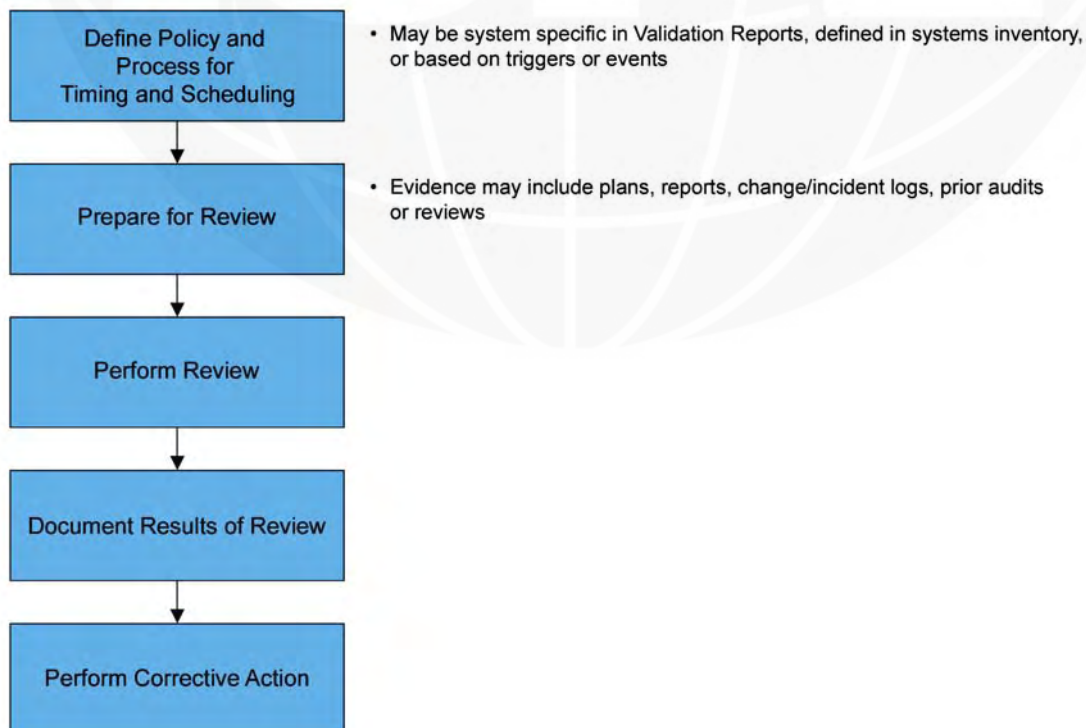 Define Policy and
Process for
Timing and Scheduling
• May be system specific in Validation Reports, defined in systems inventory,
or based on triggers or events
Prepare for Review
• Evidence may include plans, reports, change/incident logs, prior audits
or reviews
Perform Review
Document Results of Review
Perform Corrective Action